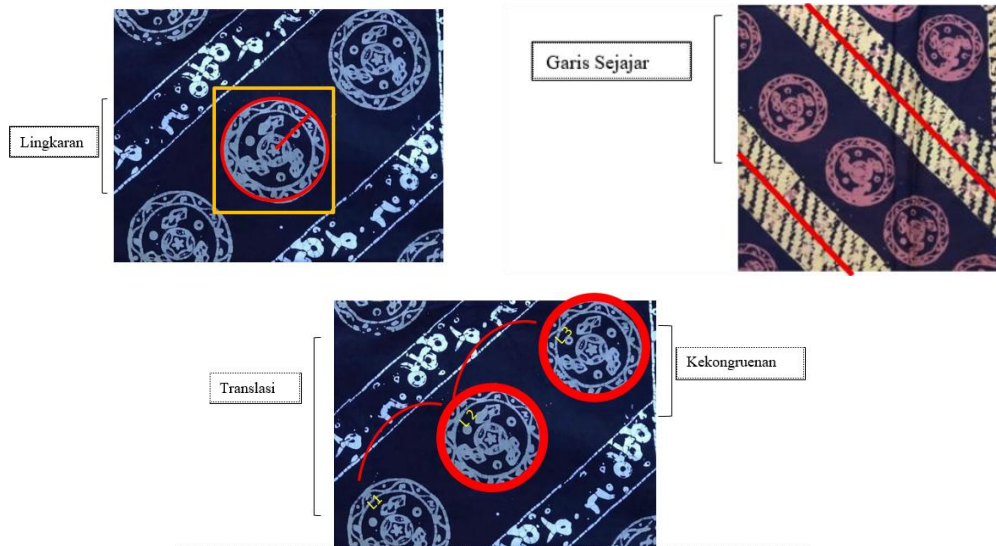 Lingkaran
Garis Sejajar
Translasi
L1
L2
L3
Kekongruenan